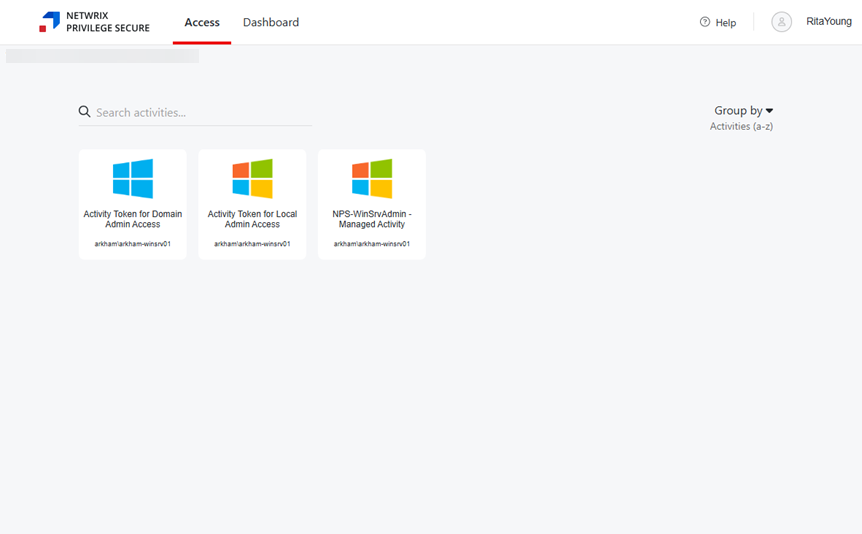 NETWRIX
PRIVILEGE SECURE
Access
Dashboard
Help
RitaYoung
Search activities...
Group by
Activities (a-z)
Activity Token for Domain
Admin Access
arkham\arkham-winsrv01
Activity Token for Local
Admin Access
arkham\arkham-winsrv01
NPS-WinSrvAdmin -
Managed Activity
arkham\arkham-winsrv01